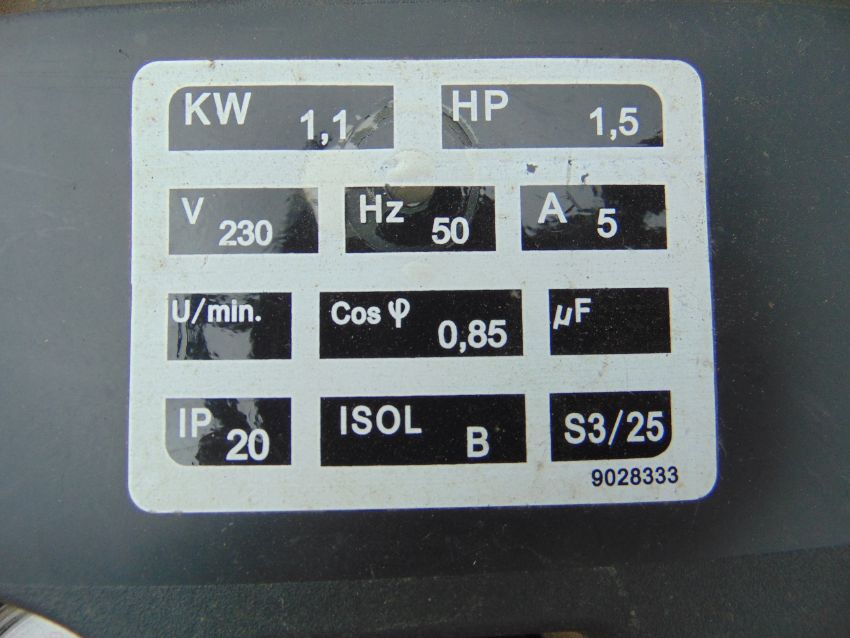 KW 1,1 HP 1,5
V 230 Hz 50 A 5
U/min. Cos φ 0,85 µF
IP 20 ISOL B S3/25
9028333